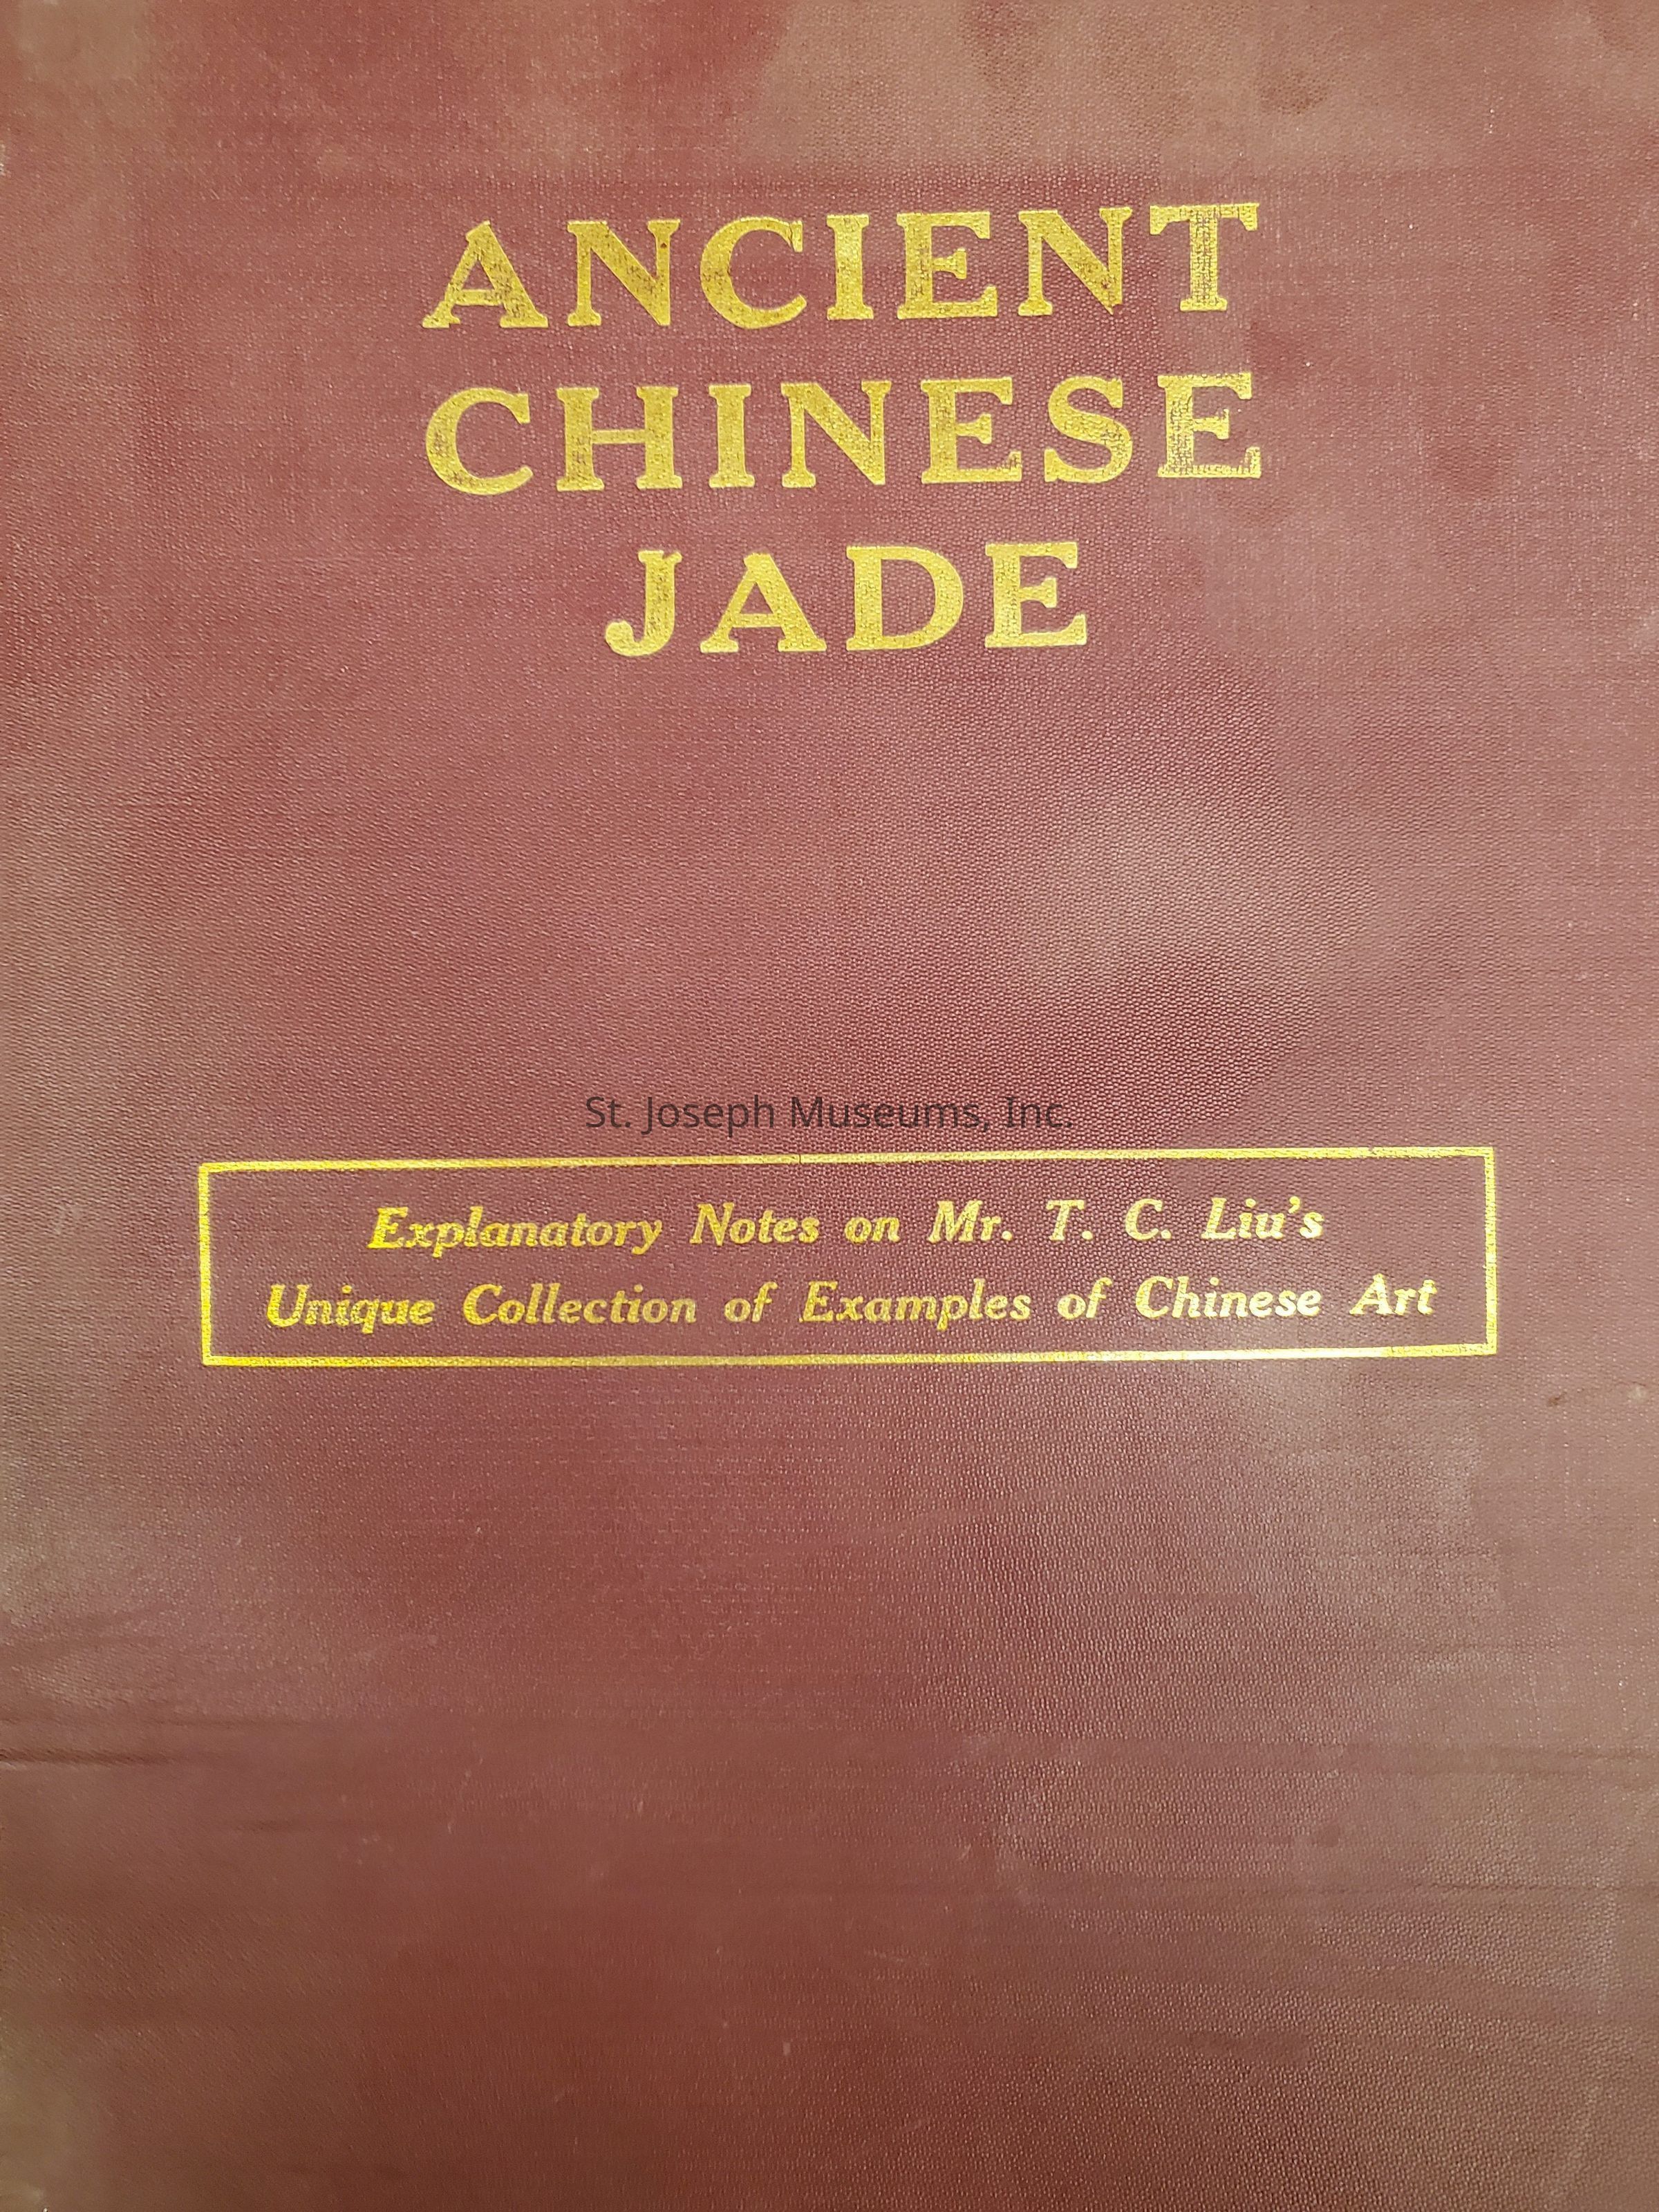 ANCIENT
CHINESE
JADE
St. Joseph Museums, Inc.
Explanatory Notes on Mr. T. C. Liu's
Unique Collection of Examples of Chinese Art